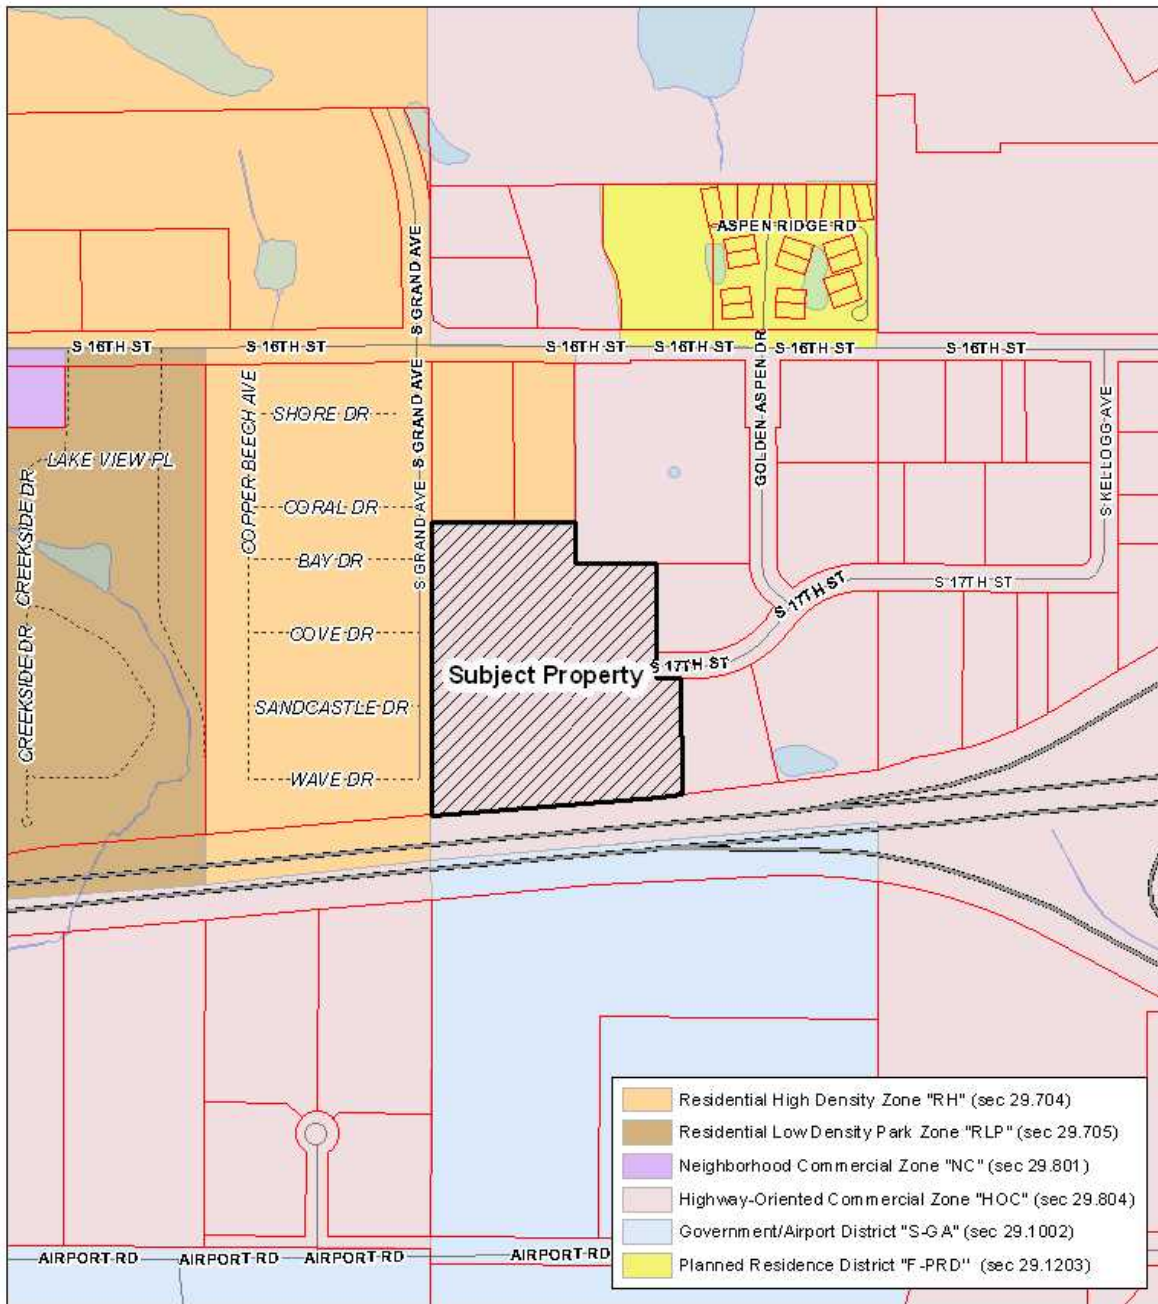 S GRAND AVE
ASPEN RIDGE RD
S 16TH ST
S 16TH ST
S 16TH ST
S 16TH ST
S 16TH ST
S 16TH ST
GOLDEN ASPEN DR
S KELLOGG AVE
COPPER BEECH AVE
SHORE DR
S GRAND AVE
S GRAND AVE
LAKE VIEW PL
CREEKSIDE DR
CREEKSIDE DR
CORAL DR
BAY DR
S GRAND AVE
S 17TH ST
S 17TH ST
COVE DR
Subject Property
S 17TH ST
SANDCASTLE DR
WAVE DR
Residential High Density Zone "RH" (sec 29.704)
Residential Low Density Park Zone "RLP" (sec 29.705)
Neighborhood Commercial Zone "NC" (sec 29.801)
Highway-Oriented Commercial Zone "HOC" (sec 29.804)
Government/Airport District "S-GA" (sec 29.1002)
Planned Residence District "F-PRD" (sec 29.1203)
AIRPORT RD
AIRPORT RD
AIRPORT RD
AIRPORT RD